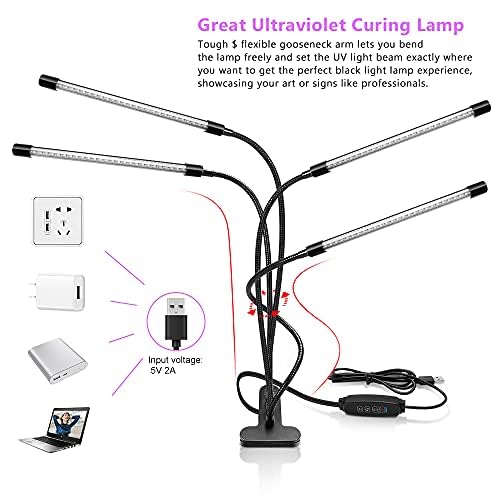 Great Ultraviolet Curing Lamp
Tough $ flexible gooseneck arm lets you bend
the lamp freely and set the UV light beam exactly where
you want to get the perfect black light lamp experience,
showcasing your art or signs like professionals.
Input voltage:
5V 2A